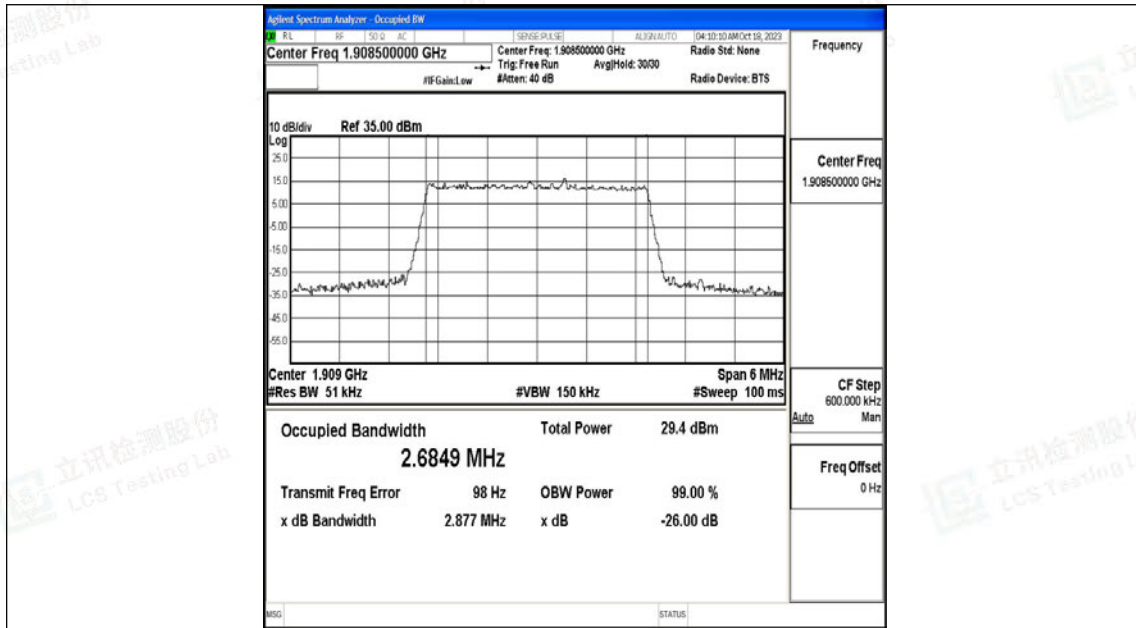 Agilent Spectrum Analyzer - Occupied BW
RL RF 50 Ω AC SENSE:PULSE ALIGNAUTO 04:10:10 AM Oct 18, 2023
Center Freq 1.908500000 GHz
Center Freq: 1.908500000 GHz
Radio Std: None
Trig: Free Run Avg|Hold: 30/30
#IFGain:Low
#Atten: 40 dB
Radio Device: BTS
10 dB/div Ref 35.00 dBm
Log
25.0
15.0
5.00
-5.00
-15.0
-25.0
-35.0
-45.0
-55.0
Center 1.909 GHz Span 6 MHz
#Res BW 51 kHz #VBW 150 kHz #Sweep 100 ms
Occupied Bandwidth Total Power 29.4 dBm
2.6849 MHz
Transmit Freq Error 98 Hz OBW Power 99.00 %
x dB Bandwidth 2.877 MHz x dB -26.00 dB
MSG STATUS
Frequency
Center Freq
1.908500000 GHz
CF Step
600.000 kHz
Auto Man
Freq Offset
0 Hz
立讯检测股份
LCS Testing Lab